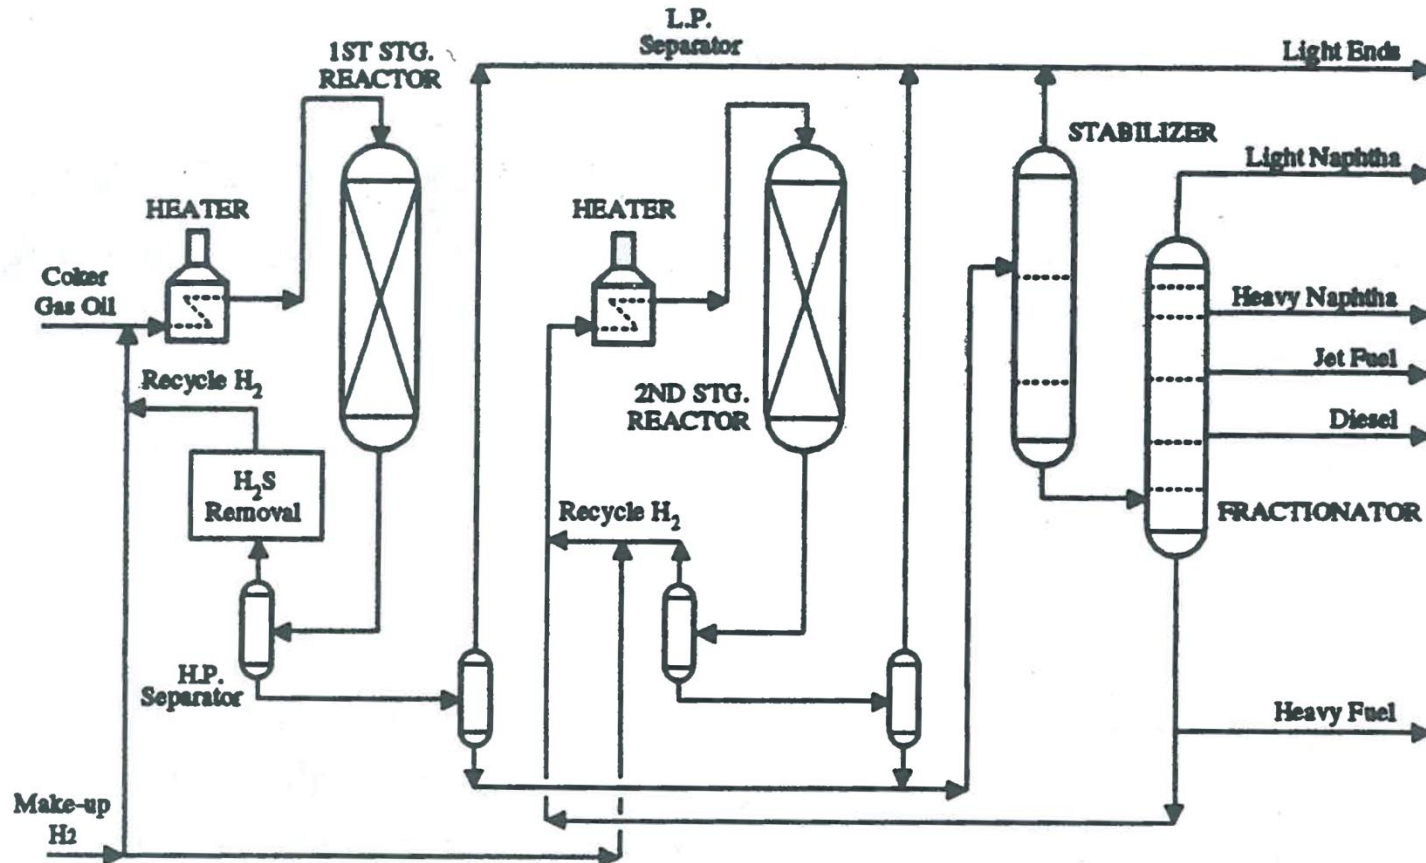 L.P.
Separator
1ST STG.
REACTOR
Light Ends
STABILIZER
Light Naphtha
HEATER
HEATER
Coker
Gas Oil
Heavy Naphtha
Recycle H2
Jet Fuel
2ND STG.
REACTOR
Diesel
H2S
Removal
Recycle H2
FRACTIONATOR
H.P.
Separator
Heavy Fuel
Make-up
H2